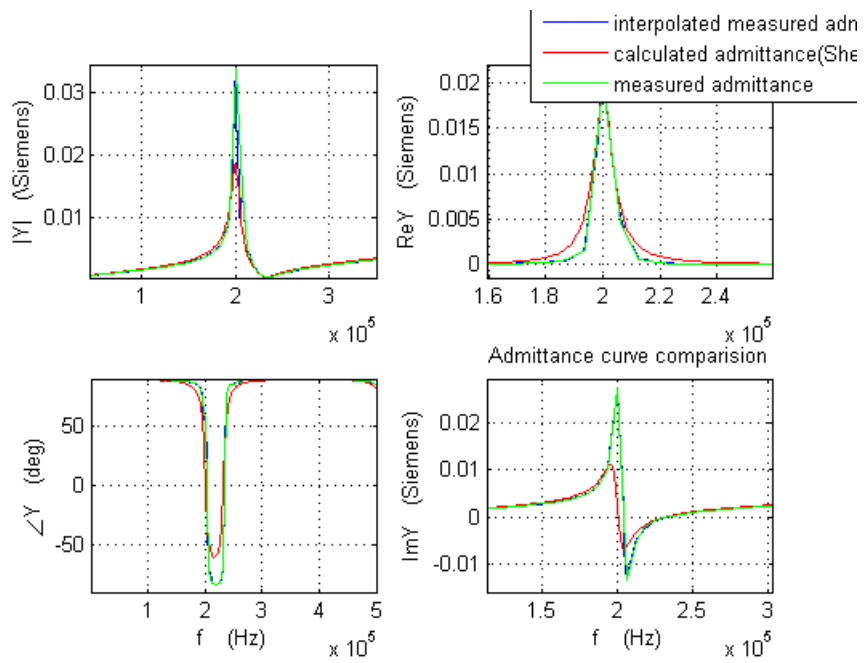 interpolated measured adm
calculated admittance(She
measured admittance
|Y| (\Siemens)
0.03
0.02
0.01
1 2 3
x 10^5
ReY (Siemens)
0.02
0.015
0.01
0.005
0
1.6 1.8 2 2.2 2.4
x 10^5
∠Y (deg)
50
0
-50
1 2 3 4 5
f (Hz)
x 10^5
Admittance curve comparision
ImY (Siemens)
0.02
0.01
0
-0.01
1.5 2 2.5 3
f (Hz)
x 10^5